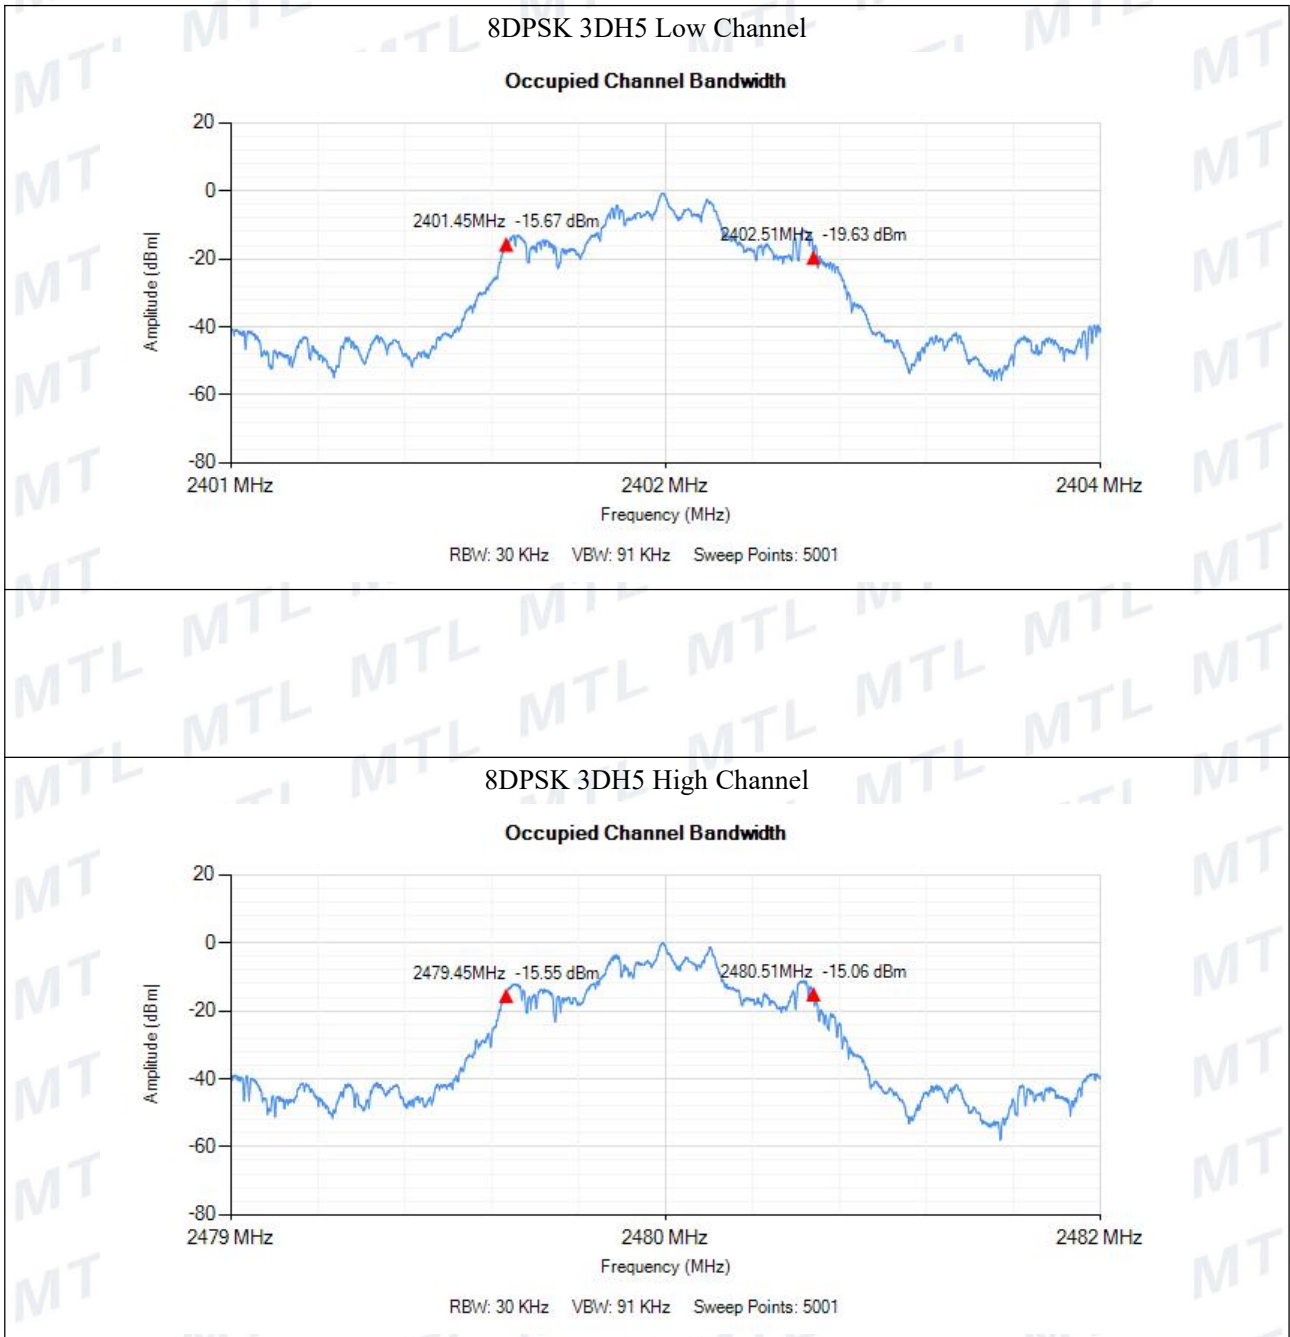 8DPSK 3DH5 Low Channel
Occupied Channel Bandwidth
20
0
2401.45MHz -15.67 dBm
2402.51MHz -19.63 dBm
-20
Amplitude (dBm|
-40
-60
-80
2401 MHz
2402 MHz
2404 MHz
Frequency (MHz)
RBW: 30 KHz VBW: 91 KHz Sweep Points: 5001
8DPSK 3DH5 High Channel
Occupied Channel Bandwidth
20
0
2479.45MHz -15.55 dBm
2480.51MHz -15.06 dBm
-20
Amplitude (dBm|
-40
-60
-80
2479 MHz
2480 MHz
2482 MHz
Frequency (MHz)
RBW: 30 KHz VBW: 91 KHz Sweep Points: 5001
MTL